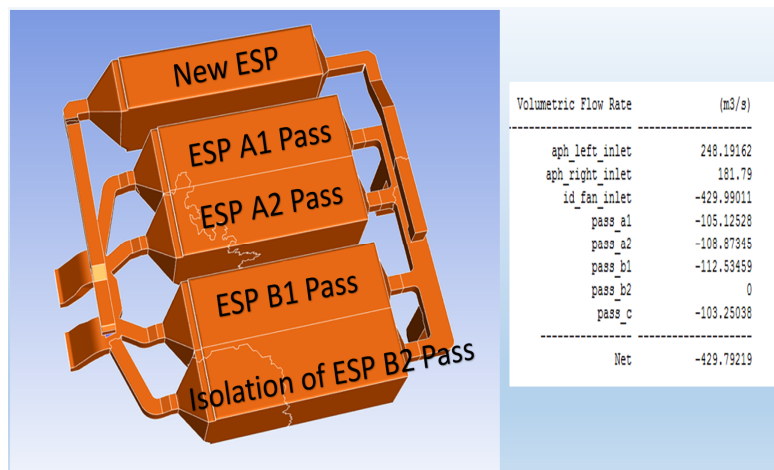 New ESP
ESP A1 Pass
ESP A2 Pass
ESP B1 Pass
Isolation of ESP B2 Pass
Volumetric Flow Rate (m3/s)
-------------------- --------------------
aph_left_inlet 248.19162
aph_right_inlet 181.79
id_fan_inlet -429.99011
pass_a1 -105.12528
pass_a2 -108.87345
pass_b1 -112.53459
pass_b2 0
pass_c -103.25038
---------------- --------------------
Net -429.79219